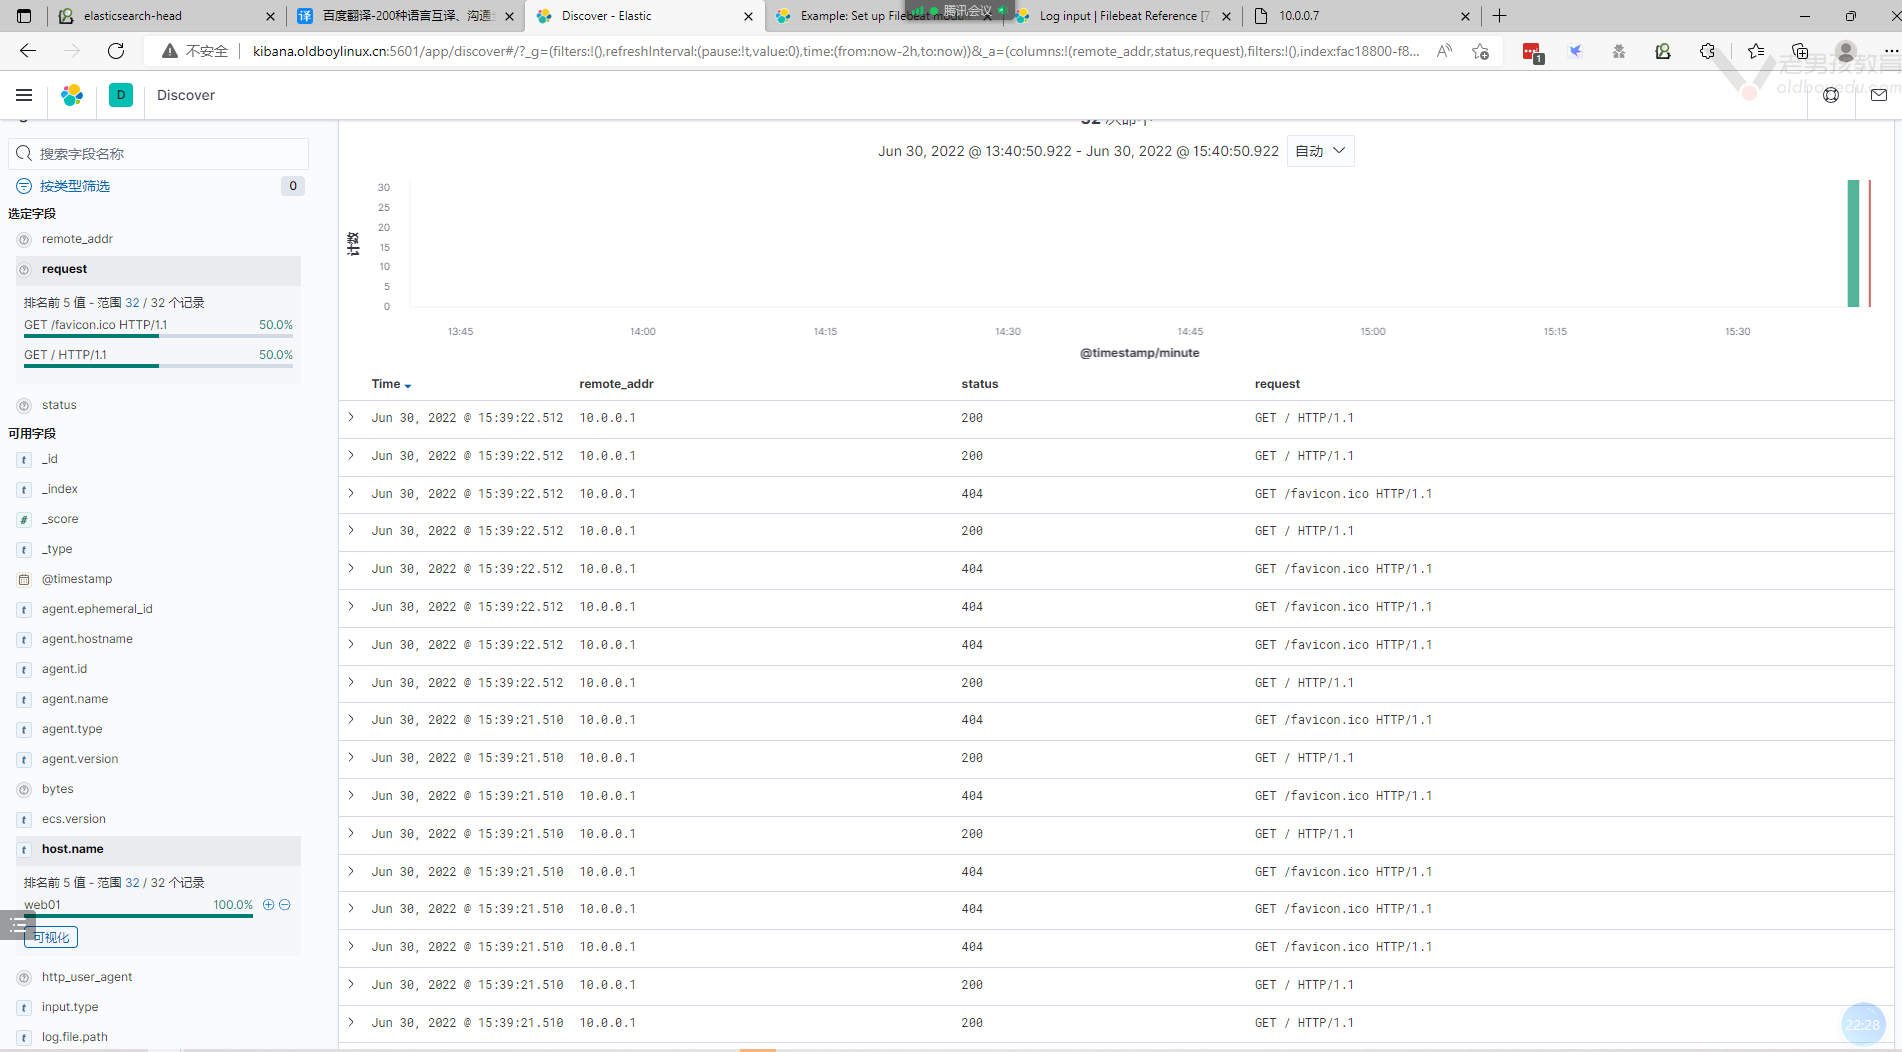 elasticsearch-head
百度翻译-200种语言互译、沟通
Discover - Elastic
Example: Set up Filebeat modu
腾讯会议
Log input | Filebeat Reference [7.
10.0.0.7
不安全
kibana.oldboylinux.cn:5601/app/discover#/?_g=(filters:!(),refreshInterval:(pause:!t,value:0),time:(from:now-2h,to:now))&_a=(columns:!(remote_addr,status,request),filters:!(),index:fac18800-f8...
1
老男孩教育
oldboyedu.com
D
Discover
搜索字段名称
按类型筛选
0
选定字段
remote_addr
request
排名前 5 值 - 范围 32 / 32 个记录
GET /favicon.ico HTTP/1.1 50.0%
GET / HTTP/1.1 50.0%
status
可用字段
_id
_index
_score
_type
@timestamp
agent.ephemeral_id
agent.hostname
agent.id
agent.name
agent.type
agent.version
bytes
ecs.version
host.name
排名前 5 值 - 范围 32 / 32 个记录
web01 100.0%
可视化
http_user_agent
input.type
log.file.path
32 次命中
Jun 30, 2022 @ 13:40:50.922 - Jun 30, 2022 @ 15:40:50.922 自动
30
25
20
15
10
5
0
计数
13:45 14:00 14:15 14:30 14:45 15:00 15:15 15:30
@timestamp/minute
Time remote_addr status request
Jun 30, 2022 @ 15:39:22.512 10.0.0.1 200 GET / HTTP/1.1
Jun 30, 2022 @ 15:39:22.512 10.0.0.1 200 GET / HTTP/1.1
Jun 30, 2022 @ 15:39:22.512 10.0.0.1 404 GET /favicon.ico HTTP/1.1
Jun 30, 2022 @ 15:39:22.512 10.0.0.1 200 GET / HTTP/1.1
Jun 30, 2022 @ 15:39:22.512 10.0.0.1 404 GET /favicon.ico HTTP/1.1
Jun 30, 2022 @ 15:39:22.512 10.0.0.1 404 GET /favicon.ico HTTP/1.1
Jun 30, 2022 @ 15:39:22.512 10.0.0.1 404 GET /favicon.ico HTTP/1.1
Jun 30, 2022 @ 15:39:22.512 10.0.0.1 200 GET / HTTP/1.1
Jun 30, 2022 @ 15:39:21.510 10.0.0.1 404 GET /favicon.ico HTTP/1.1
Jun 30, 2022 @ 15:39:21.510 10.0.0.1 200 GET / HTTP/1.1
Jun 30, 2022 @ 15:39:21.510 10.0.0.1 404 GET /favicon.ico HTTP/1.1
Jun 30, 2022 @ 15:39:21.510 10.0.0.1 200 GET / HTTP/1.1
Jun 30, 2022 @ 15:39:21.510 10.0.0.1 404 GET /favicon.ico HTTP/1.1
Jun 30, 2022 @ 15:39:21.510 10.0.0.1 404 GET /favicon.ico HTTP/1.1
Jun 30, 2022 @ 15:39:21.510 10.0.0.1 404 GET /favicon.ico HTTP/1.1
Jun 30, 2022 @ 15:39:21.510 10.0.0.1 200 GET / HTTP/1.1
Jun 30, 2022 @ 15:39:21.510 10.0.0.1 200 GET / HTTP/1.1
22:28